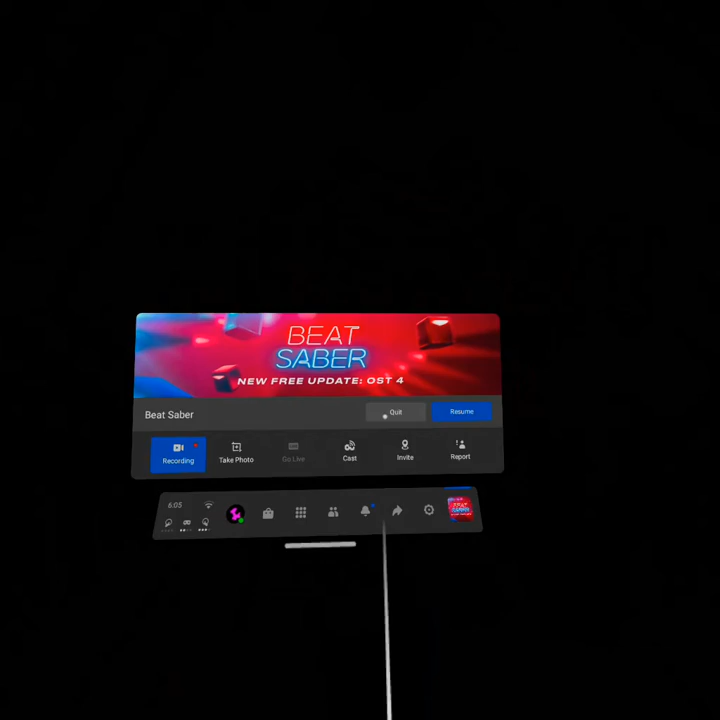 BEAT
SABER
NEW FREE UPDATE: OST 4
Beat Saber
Quit
Resume
Recording
Take Photo
Go Live
Cast
Invite
Report
6:05